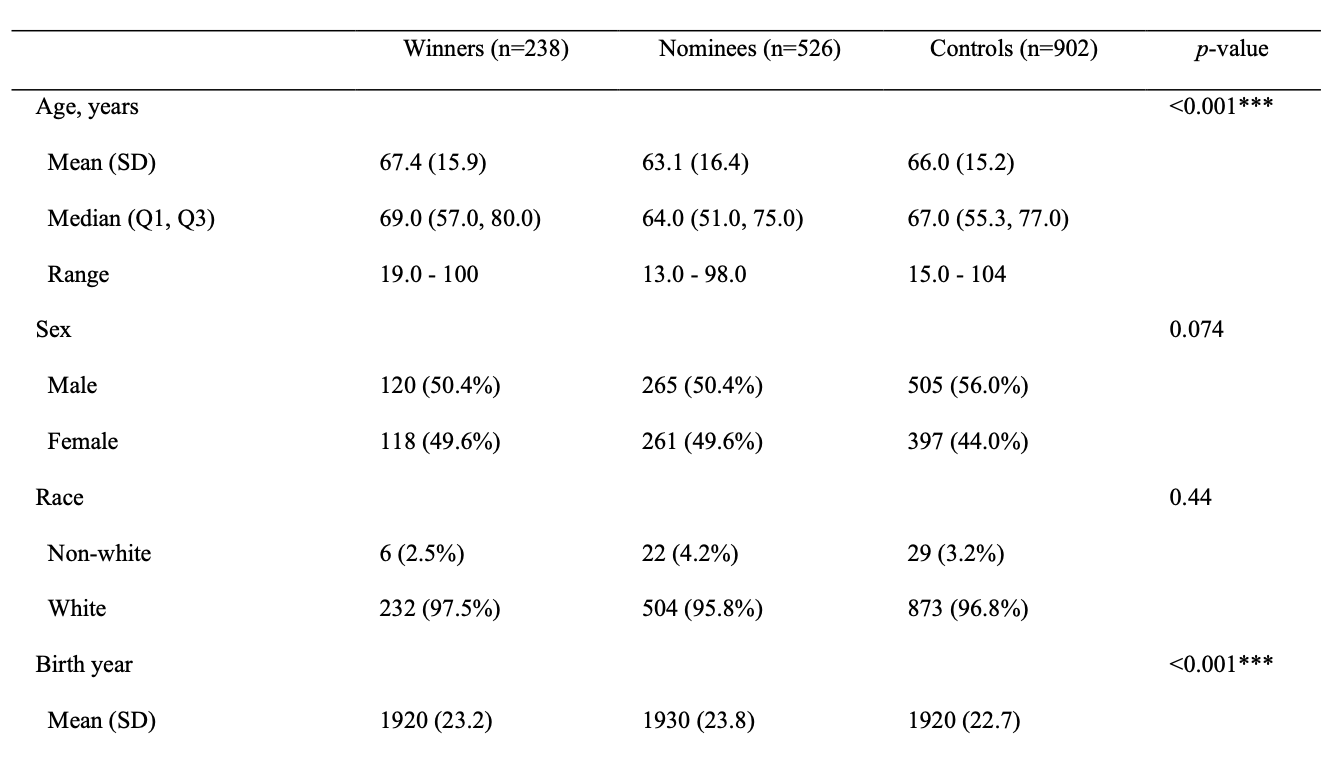 Winners (n=238) Nominees (n=526) Controls (n=902) p-value
Age, years <0.001***
Mean (SD) 67.4 (15.9) 63.1 (16.4) 66.0 (15.2)
Median (Q1, Q3) 69.0 (57.0, 80.0) 64.0 (51.0, 75.0) 67.0 (55.3, 77.0)
Range 19.0 - 100 13.0 - 98.0 15.0 - 104
Sex 0.074
Male 120 (50.4%) 265 (50.4%) 505 (56.0%)
Female 118 (49.6%) 261 (49.6%) 397 (44.0%)
Race 0.44
Non-white 6 (2.5%) 22 (4.2%) 29 (3.2%)
White 232 (97.5%) 504 (95.8%) 873 (96.8%)
Birth year <0.001***
Mean (SD) 1920 (23.2) 1930 (23.8) 1920 (22.7)